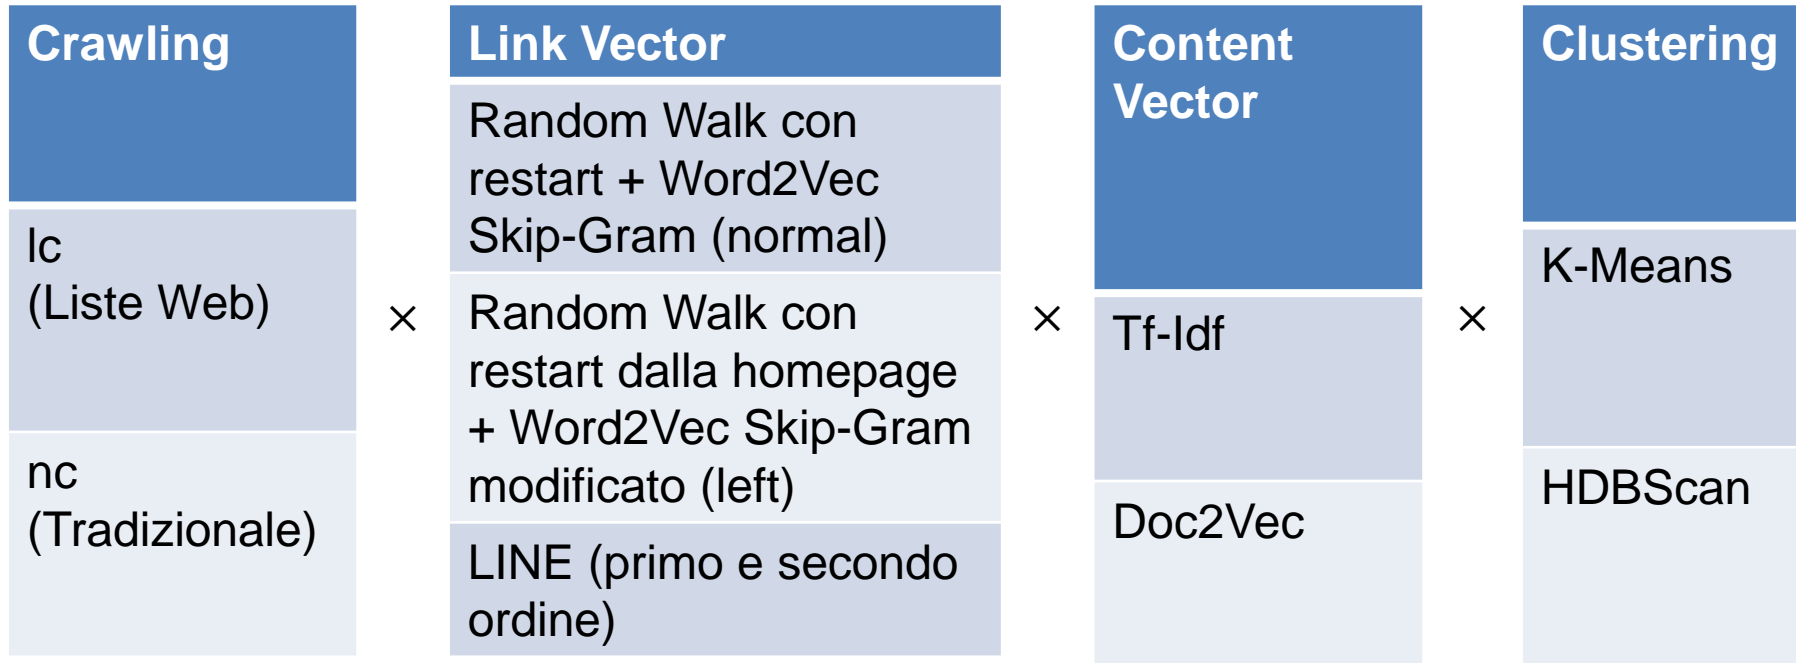 Crawling
lc
(Liste Web)
nc
(Tradizionale)
×
Link Vector
Random Walk con
restart + Word2Vec
Skip-Gram (normal)
Random Walk con
restart dalla homepage
+ Word2Vec Skip-Gram
modificato (left)
LINE (primo e secondo
ordine)
×
Content
Vector
Tf-Idf
Doc2Vec
×
Clustering
K-Means
HDBScan